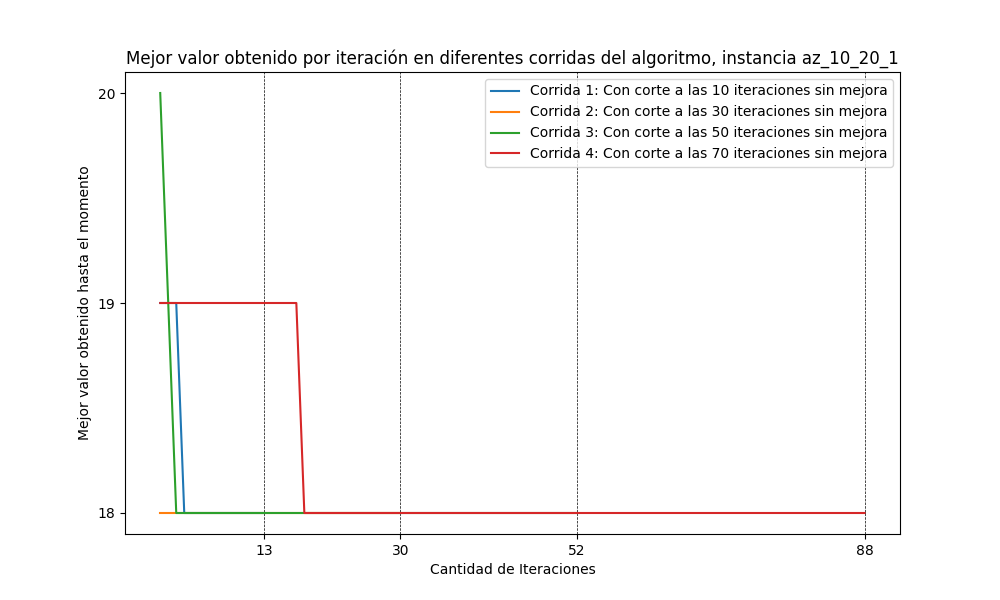 Mejor valor obtenido por iteración en diferentes corridas del algoritmo, instancia az_10_20_1
Corrida 1: Con corte a las 10 iteraciones sin mejora
Corrida 2: Con corte a las 30 iteraciones sin mejora
Corrida 3: Con corte a las 50 iteraciones sin mejora
Corrida 4: Con corte a las 70 iteraciones sin mejora
Mejor valor obtenido hasta el momento
20
19
18
13 30 52 88
Cantidad de Iteraciones